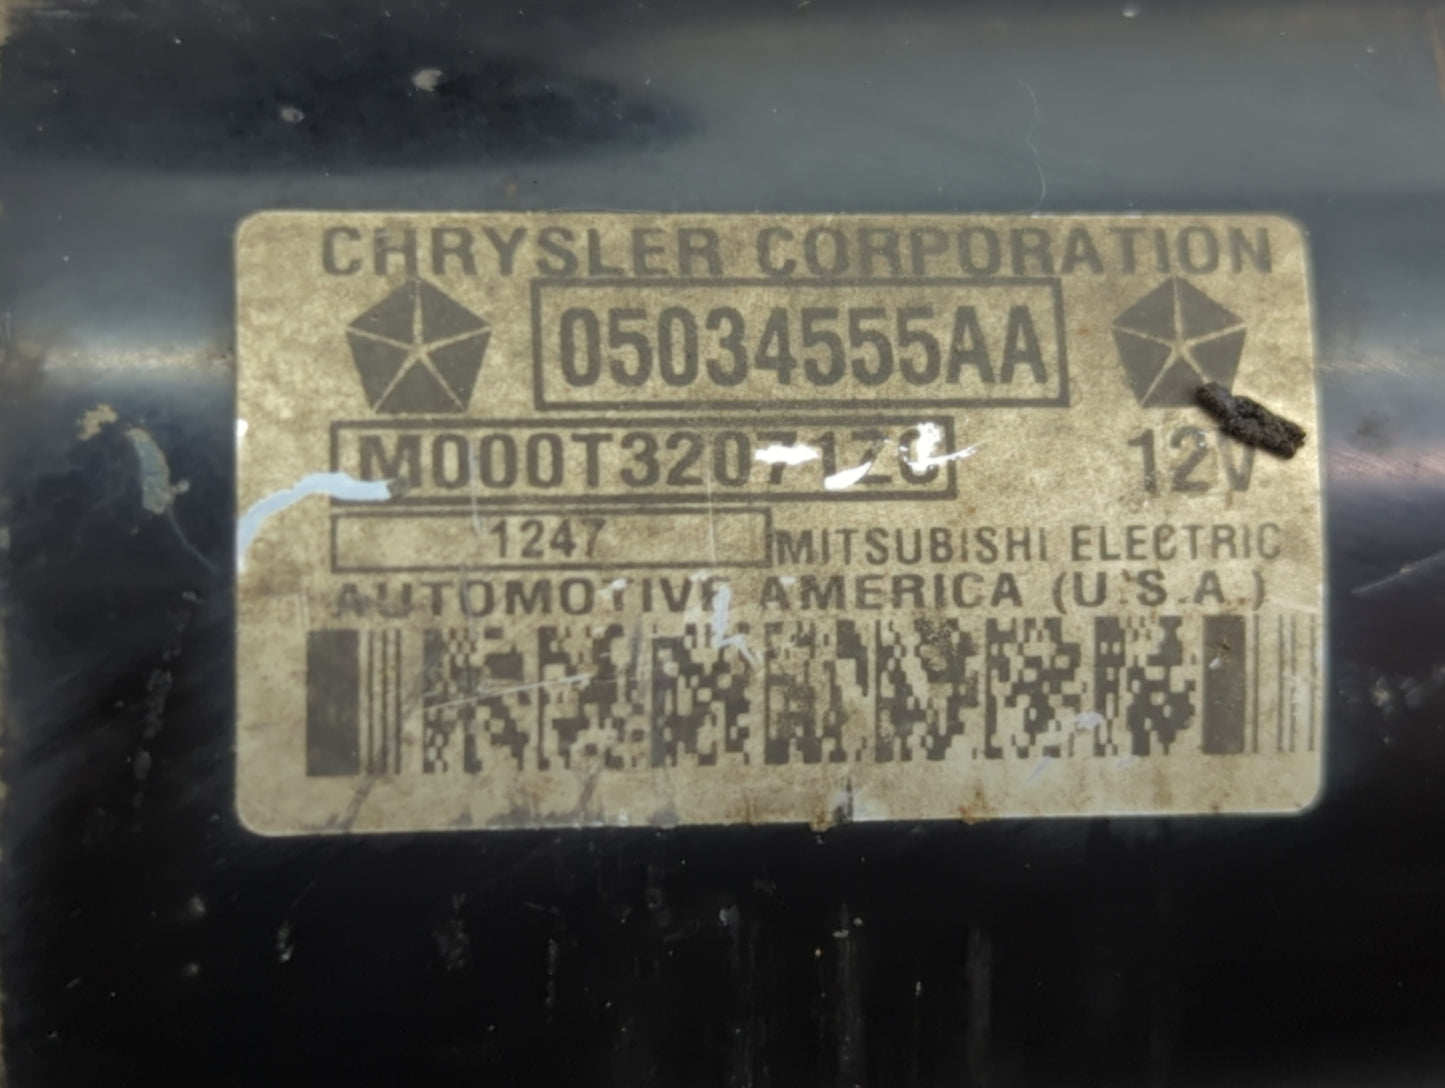 CHRYSLER CORPORATION
05034555AA
12V
1247
MITSUBISHI ELECTRIC
AUTOMOTIVE AMERICA (U.S.A.)